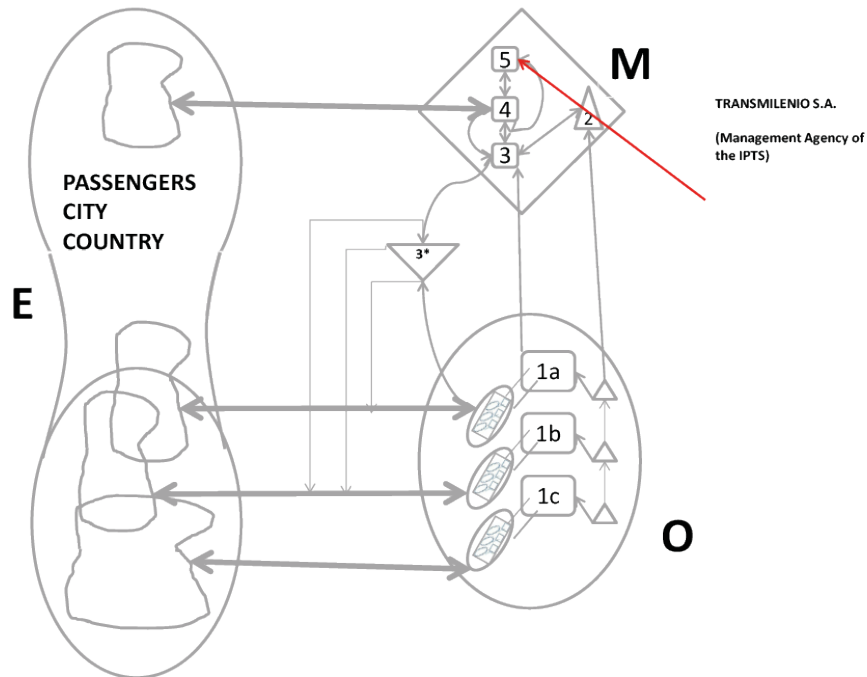 5
M
4
2
TRANSMILENIO S.A.
(Management Agency of
the IPTS)
3
PASSENGERS
CITY
COUNTRY
3*
E
1a
1b
1c
O